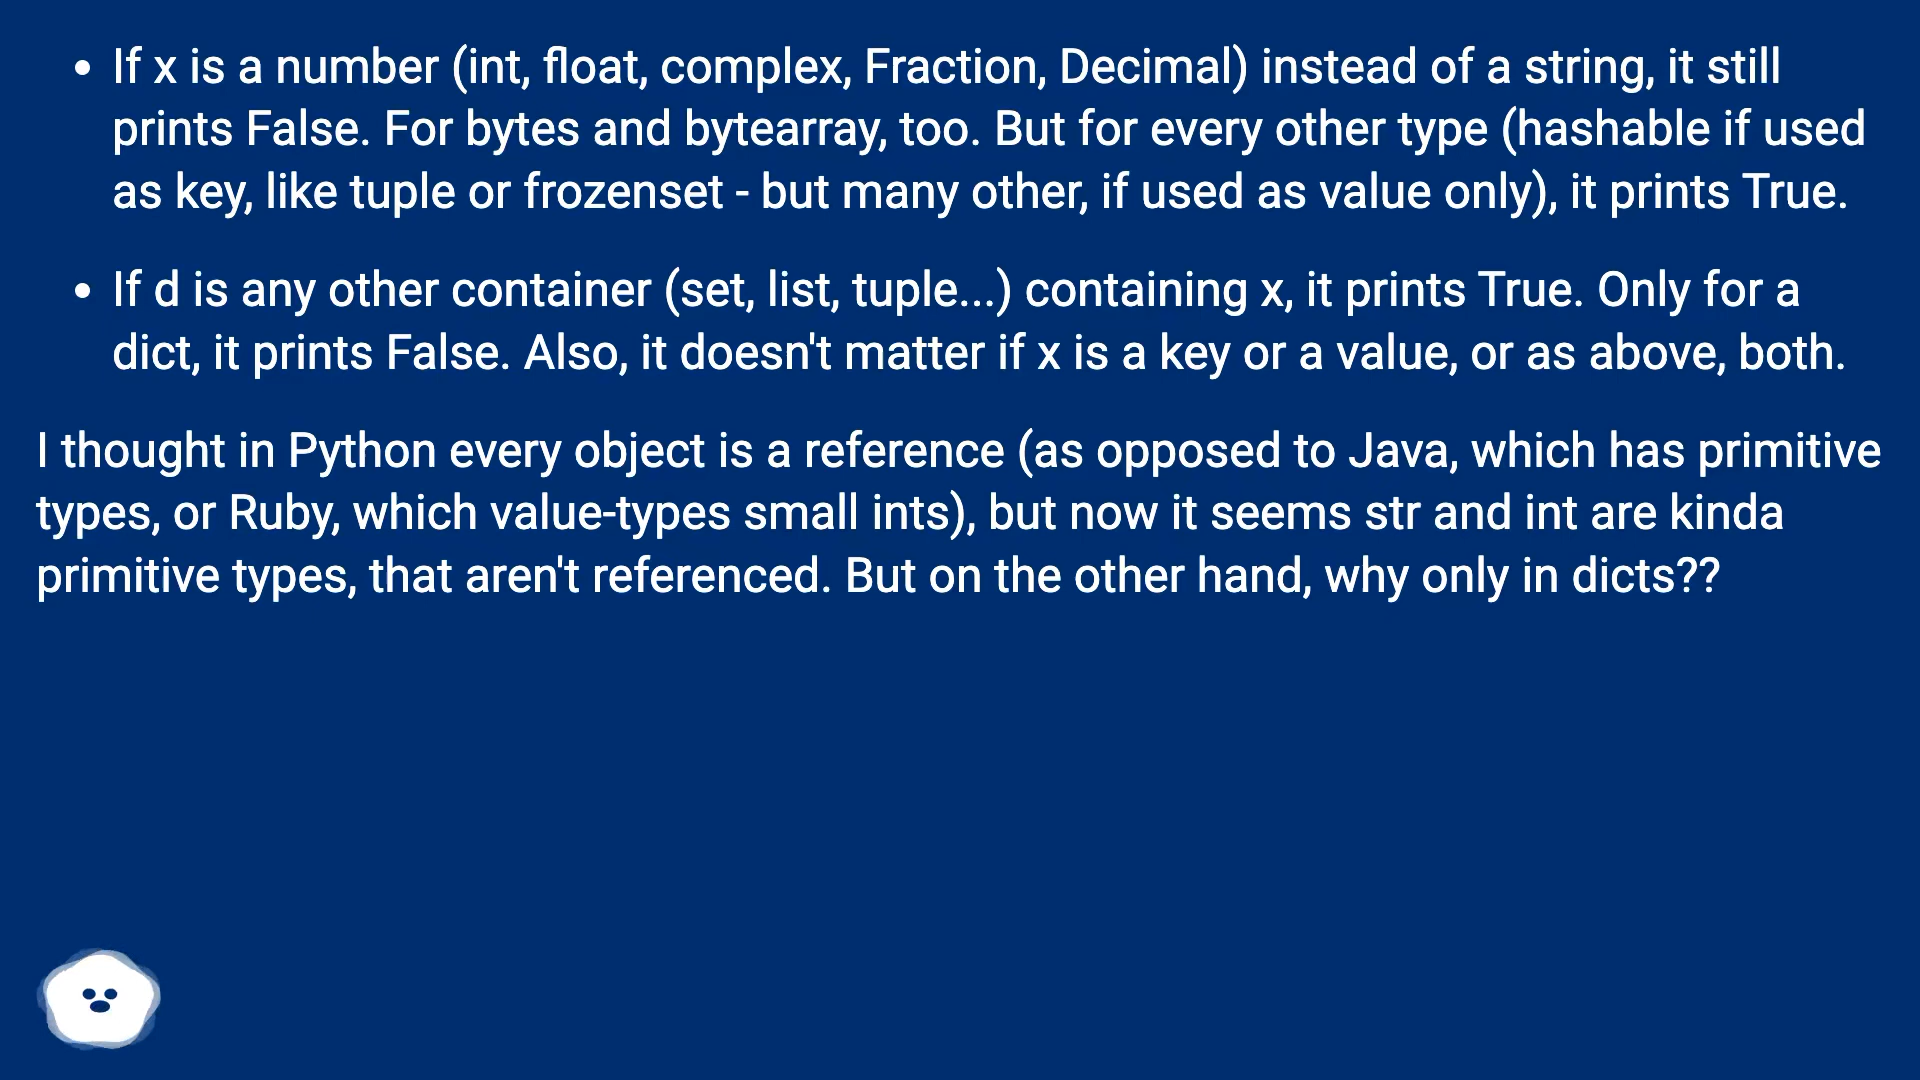 • If x is a number (int, float, complex, Fraction, Decimal) instead of a string, it still
prints False. For bytes and bytearray, too. But for every other type (hashable if used
as key, like tuple or frozenset - but many other, if used as value only), it prints True.
• If d is any other container (set, list, tuple...) containing x, it prints True. Only for a
dict, it prints False. Also, it doesn't matter if x is a key or a value, or as above, both.
I thought in Python every object is a reference (as opposed to Java, which has primitive
types, or Ruby, which value-types small ints), but now it seems str and int are kinda
primitive types, that aren't referenced. But on the other hand, why only in dicts??